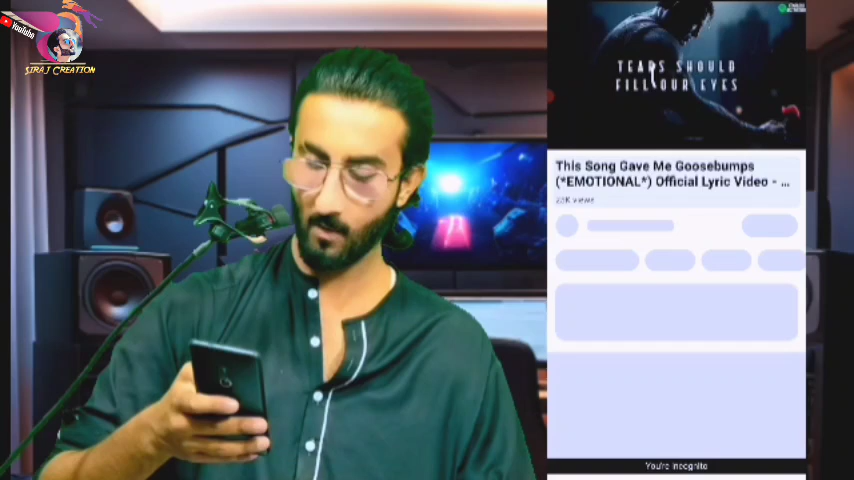 YouTube
SIRAJ CREATION
TEARS SHOULD
FILL OUR EYES
This Song Gave Me Goosebumps
(*EMOTIONAL*) Official Lyric Video - ...
views
You're Incognito